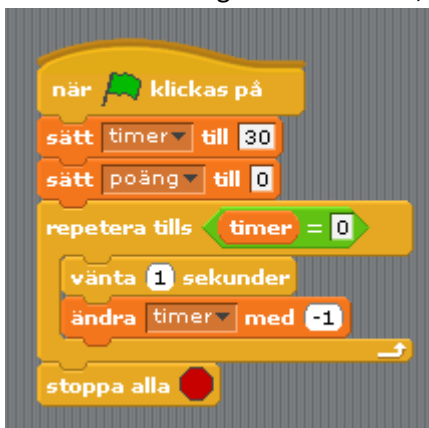 när klickas på
sätt timer till 30
sätt poäng till 0
repetera tills timer = 0
vänta 1 sekunder
ändra timer med -1
stoppa alla